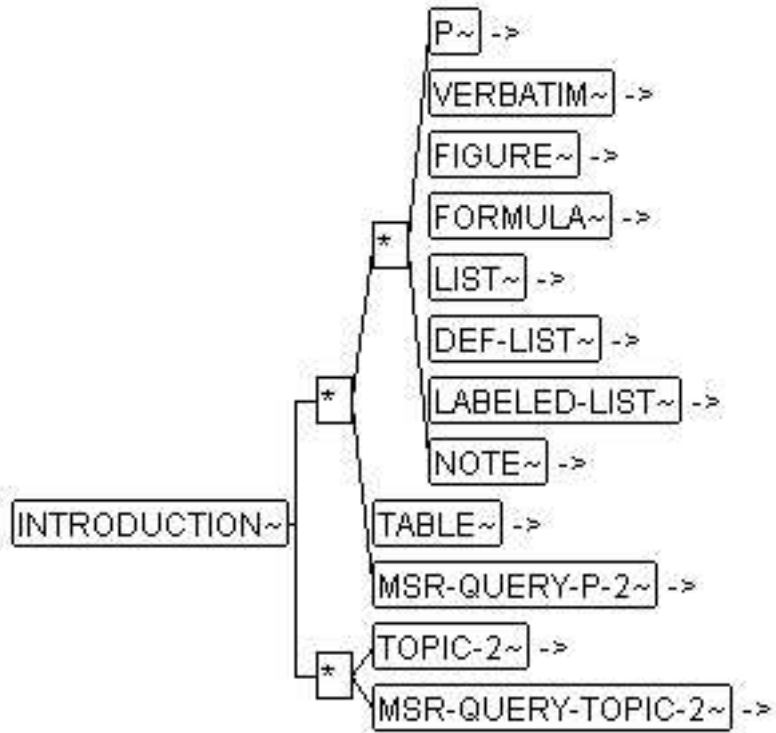 P~ ->
VERBATIM~ ->
FIGURE~ ->
FORMULA~ ->
*
LIST~ ->
DEF-LIST~ ->
*
LABELED-LIST~ ->
NOTE~ ->
INTRODUCTION~
TABLE~ ->
MSR-QUERY-P-2~ ->
TOPIC-2~ ->
*
MSR-QUERY-TOPIC-2~ ->